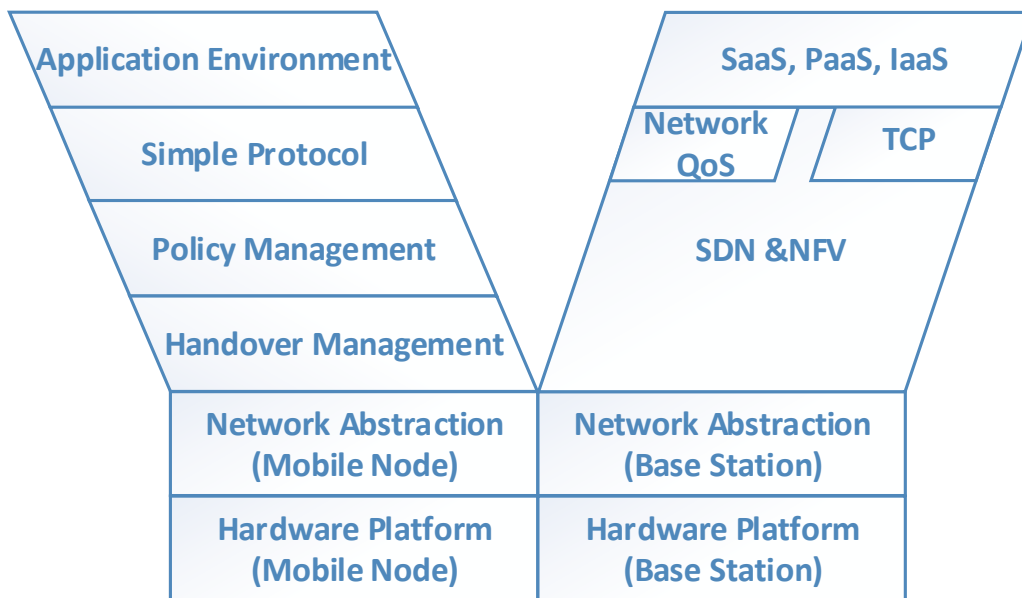 Application Environment
Simple Protocol
Policy Management
Handover Management
SaaS, PaaS, IaaS
Network
QoS
TCP
SDN &NFV
Network Abstraction
(Mobile Node)
Network Abstraction
(Base Station)
Hardware Platform
(Mobile Node)
Hardware Platform
(Base Station)